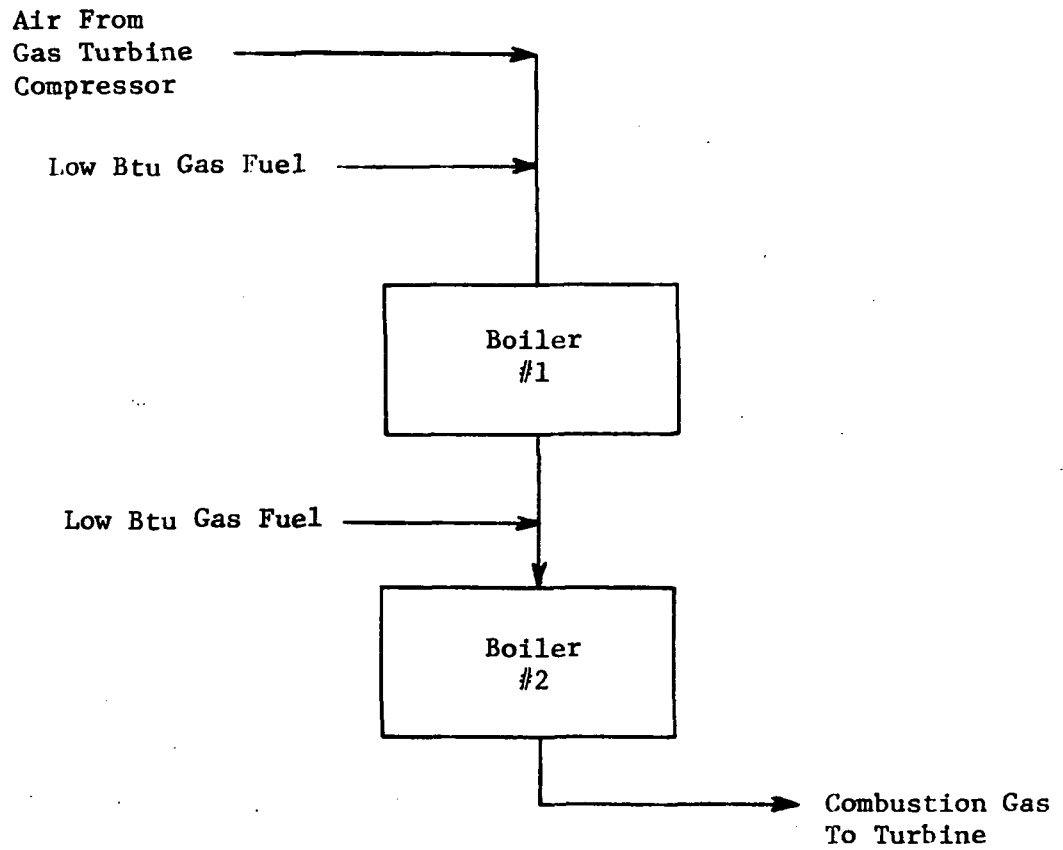 Air From
Gas Turbine
Compressor
Low Btu Gas Fuel
Boiler
#1
Low Btu Gas Fuel
Boiler
#2
Combustion Gas
To Turbine